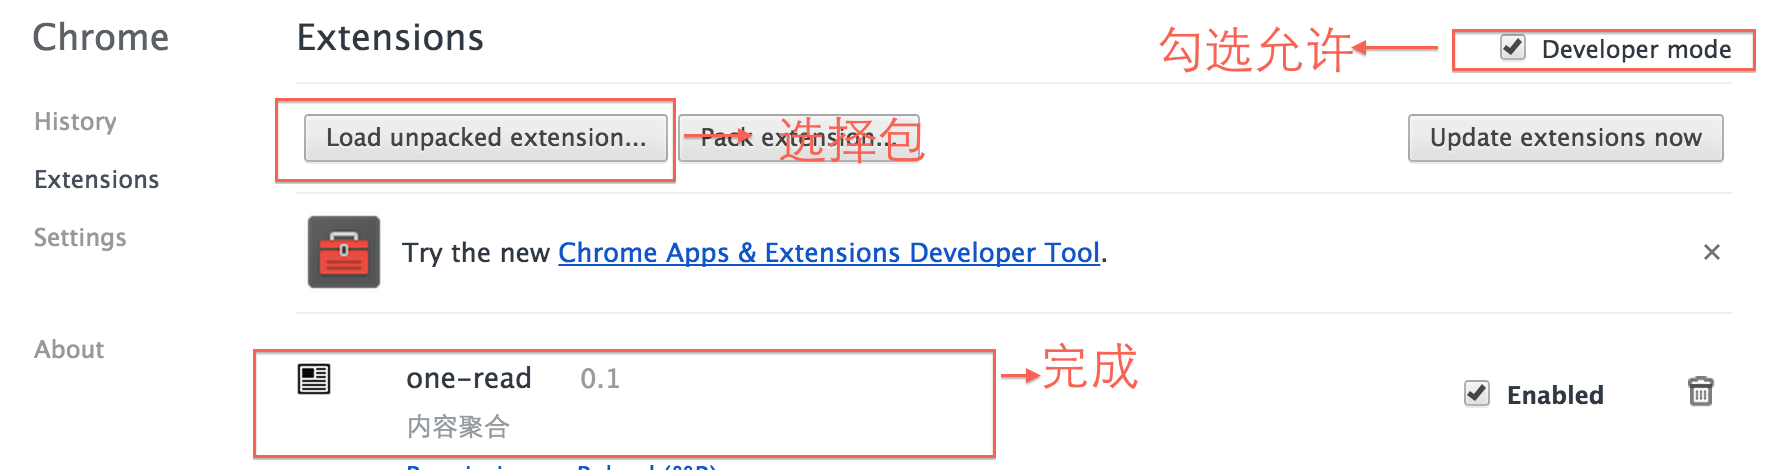 Chrome
Extensions
勾选允许
Developer mode
History
Extensions
Settings
About
Load unpacked extension...
选择包
Pack extension...
Update extensions now
Try the new Chrome Apps & Extensions Developer Tool.
one-read 0.1
内容聚合
完成
Enabled